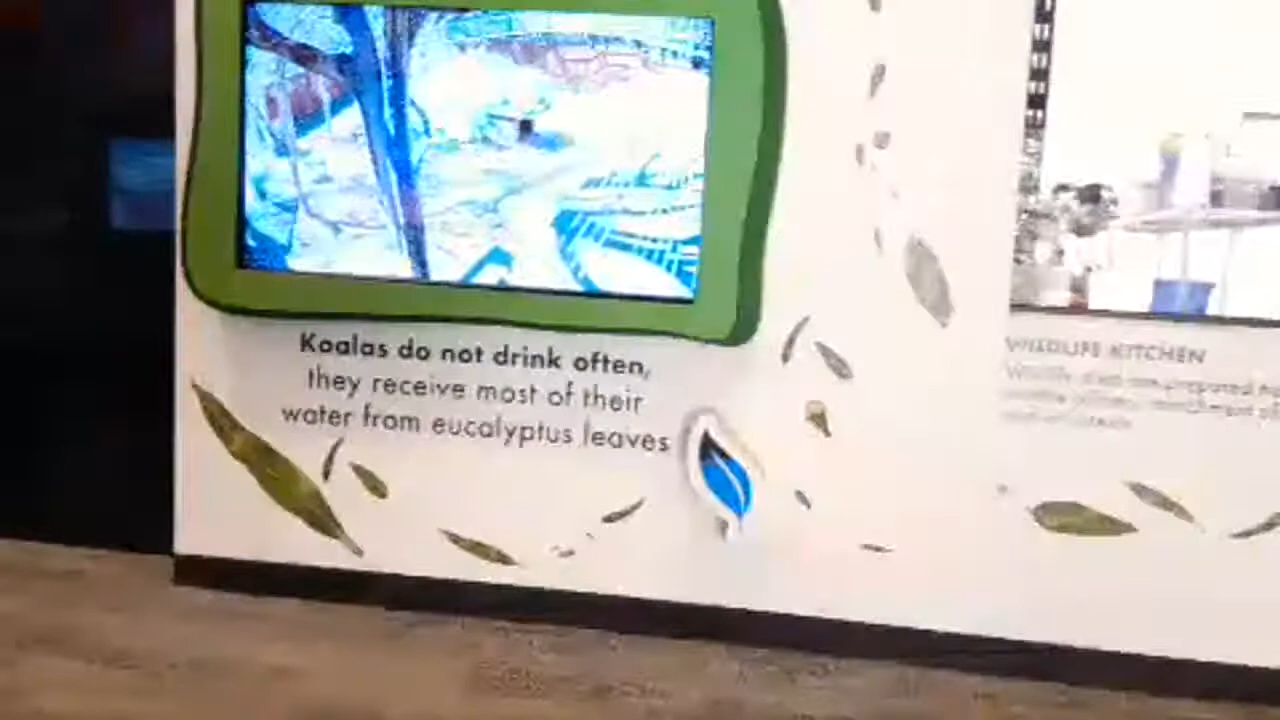 Koalas do not drink often,
they receive most of their
water from eucalyptus leaves
WILDLIFE KITCHEN